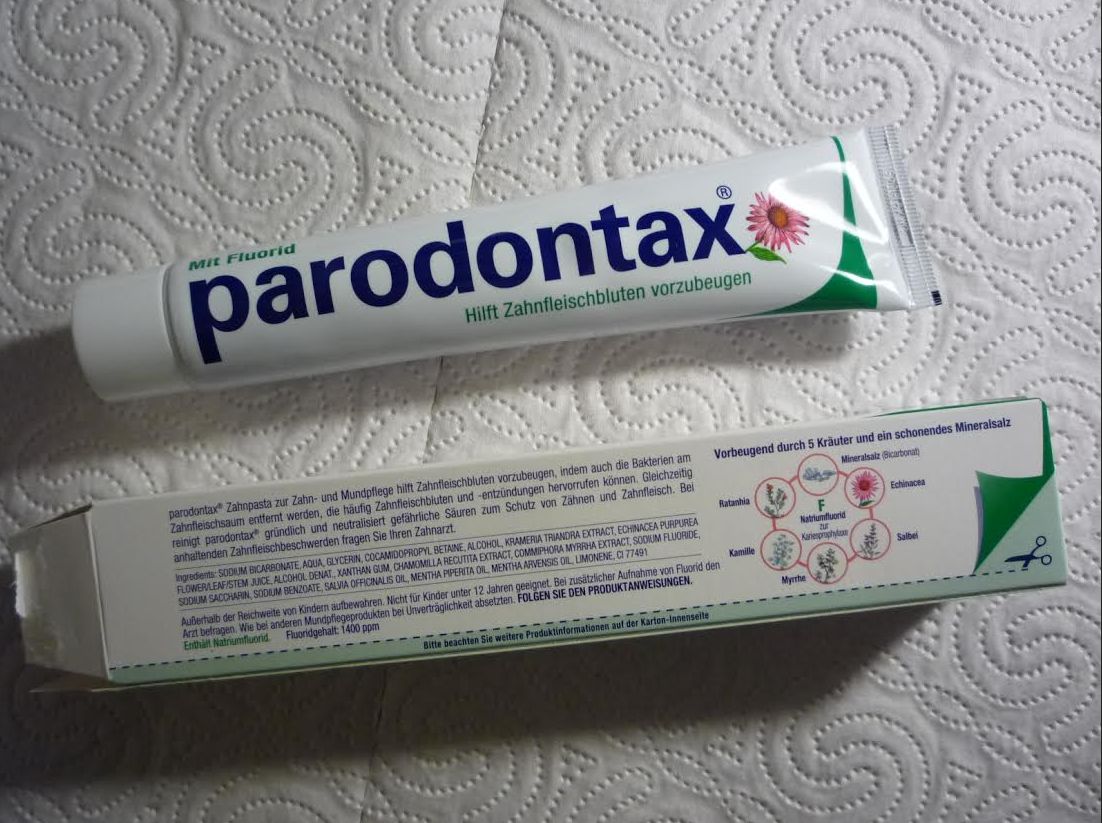 Mit Fluorid
parodontax®
Hilft Zahnfleischbluten vorzubeugen
parodontax® Zahnpasta zur Zahn- und Mundpflege hilft Zahnfleischbluten vorzubeugen, indem auch die Bakterien am
Zahnfleischsaum entfernt werden, die häufig Zahnfleischbluten und -entzündungen hervorrufen können. Gleichzeitig
reinigt parodontax® gründlich und neutralisiert gefährliche Säuren zum Schutz von Zähnen und Zahnfleisch. Bei
anhaltenden Zahnfleischbeschwerden fragen Sie Ihren Zahnarzt.
Ingredients: SODIUM BICARBONATE, AQUA, GLYCERIN, COCAMIDOPROPYL BETAINE, ALCOHOL, KRAMERIA TRIANDRA EXTRACT, ECHINACEA PURPUREA
FLOWER/LEAF/STEM JUICE, ALCOHOL DENAT., XANTHAN GUM, CHAMOMILLA RECUTITA EXTRACT, COMMIPHORA MYRRHA EXTRACT, SODIUM FLUORIDE,
SODIUM SACCHARIN, SODIUM BENZOATE, SALVIA OFFICINALIS OIL, MENTHA PIPERITA OIL, MENTHA ARVENSIS OIL, LIMONENE, CI 77491
Außerhalb der Reichweite von Kindern aufbewahren. Nicht für Kinder unter 12 Jahren geeignet. Bei zusätzlicher Aufnahme von Fluorid den
Arzt befragen. Wie bei anderen Mundpflegeprodukten bei Unverträglichkeit absetzen. FOLGEN SIE DEN PRODUKTANWEISUNGEN.
Enthält Natriumfluorid. Fluoridgehalt: 1400 ppm
Bitte beachten Sie weitere Produktinformationen auf der Karton-Innenseite
Vorbeugend durch 5 Kräuter und ein schonendes Mineralsalz
Mineralsalz (Bicarbonat)
Ratanhia
Echinacea
F
Natriumfluorid
zur
Kariesprophylaxe
Kamille
Salbei
Myrrhe